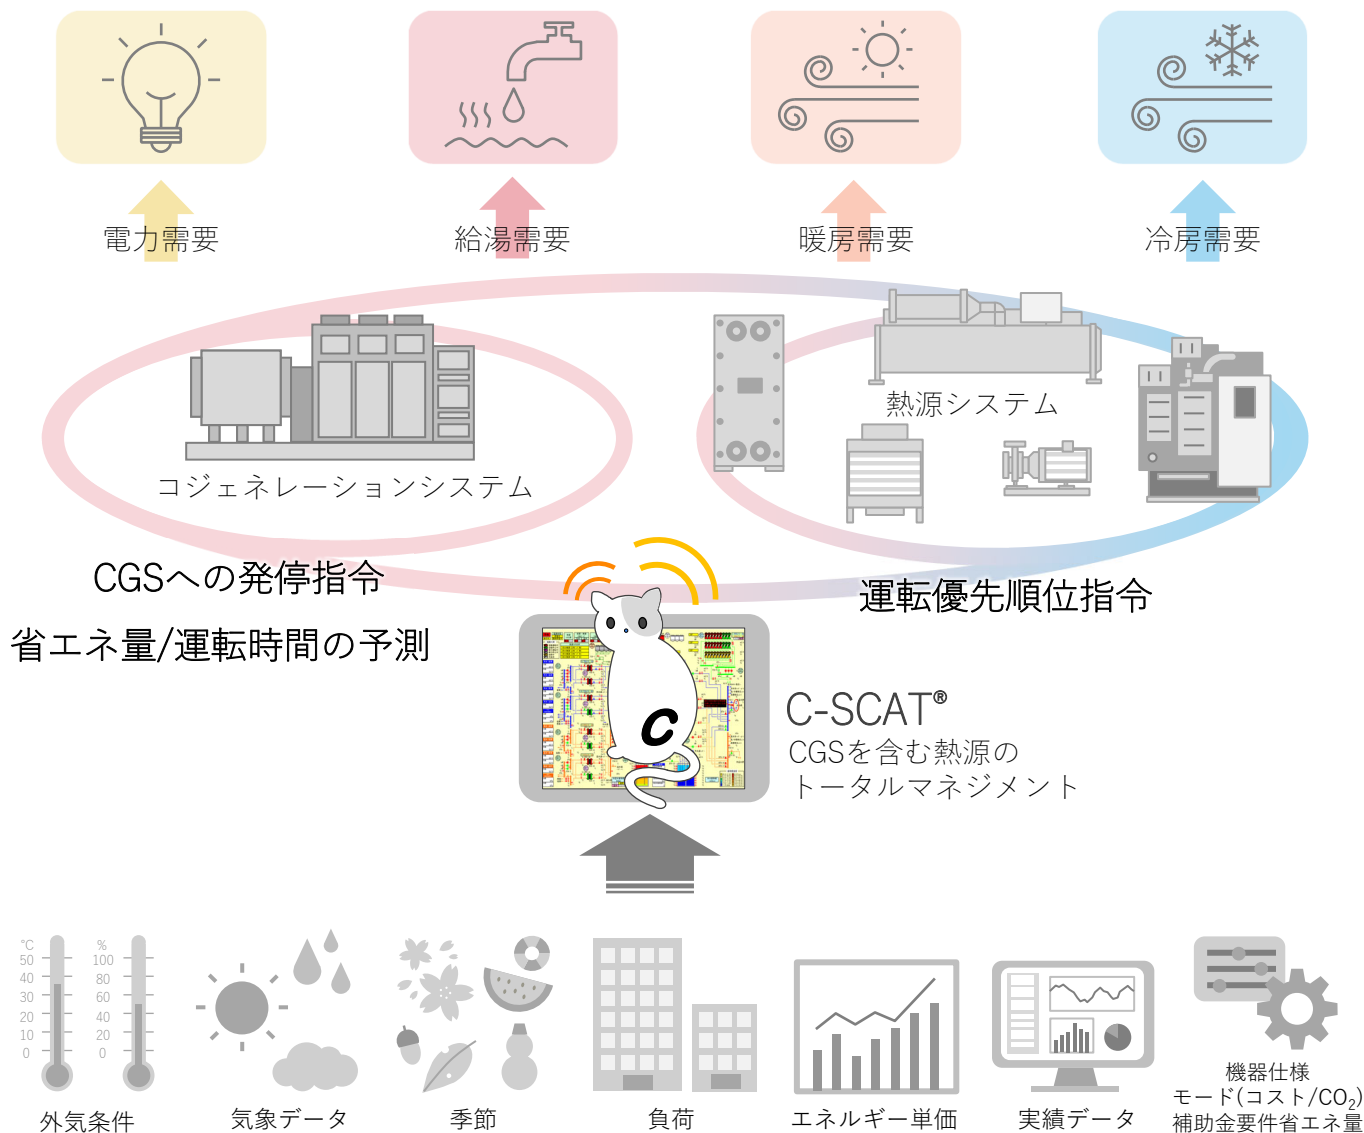 電力需要
給湯需要
暖房需要
冷房需要
熱源システム
コジェネレーションシステム
CGSへの発停指令
省エネ量/運転時間の予測
運転優先順位指令
C
C-SCAT®
CGSを含む熱源の
トータルマネジメント
℃
50
40
30
20
10
0
%
100
80
60
40
20
0
外気条件
気象データ
季節
負荷
エネルギー単価
実績データ
機器仕様
モード(コスト/CO₂)
補助金要件省エネ量